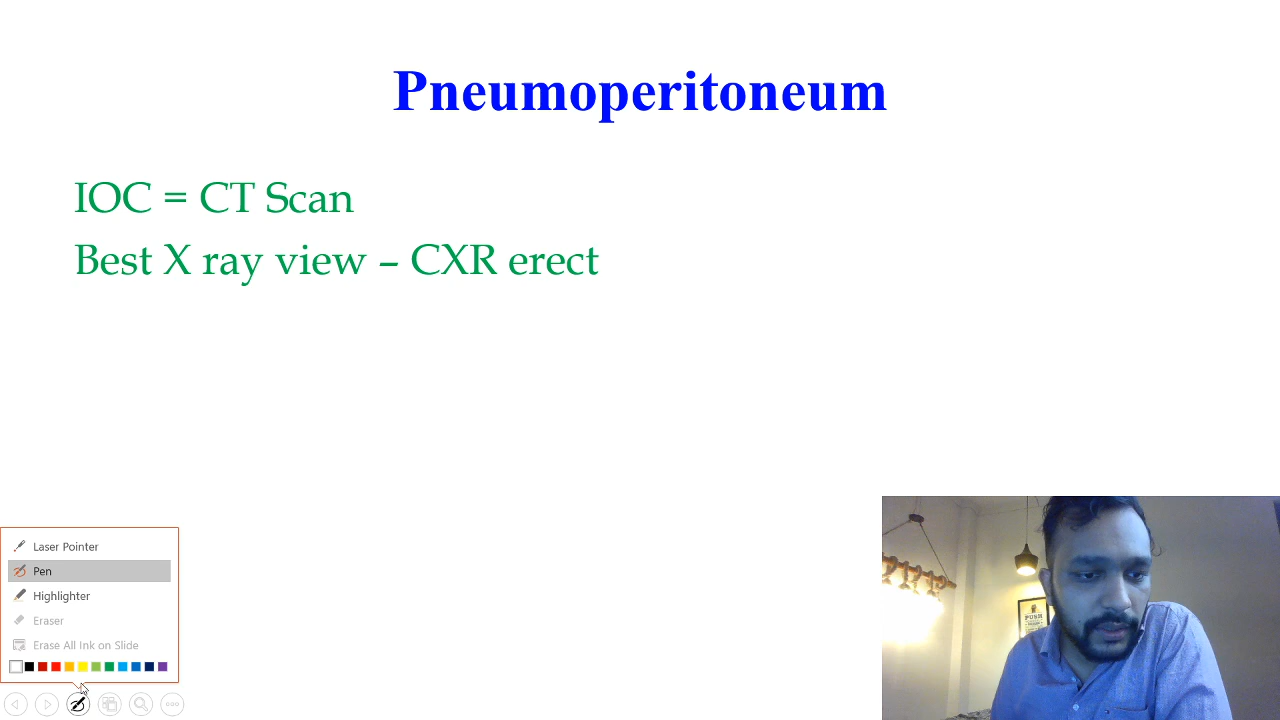 Pneumoperitoneum
IOC = CT Scan
Best X ray view – CXR erect
Laser Pointer
Pen
Highlighter
Eraser
Erase All Ink on Slide
PUSH